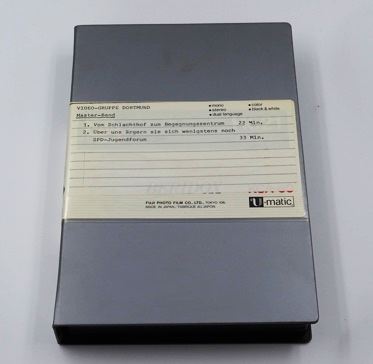 VIDEO-GRUPPE DORTMUND
• mono • color
• stereo • black & white
• dual language
Master-Band
1. Vom Schlachthof zum Begegnungszentrum 22 Min.
2. Über uns ärgern sie sich wenigstens noch
SPD-Jugendforum 33 Min.
FUJI PHOTO FILM CO., LTD., TOKYO 106,
MADE IN JAPAN / FABRIQUE AU JAPON
U-matic